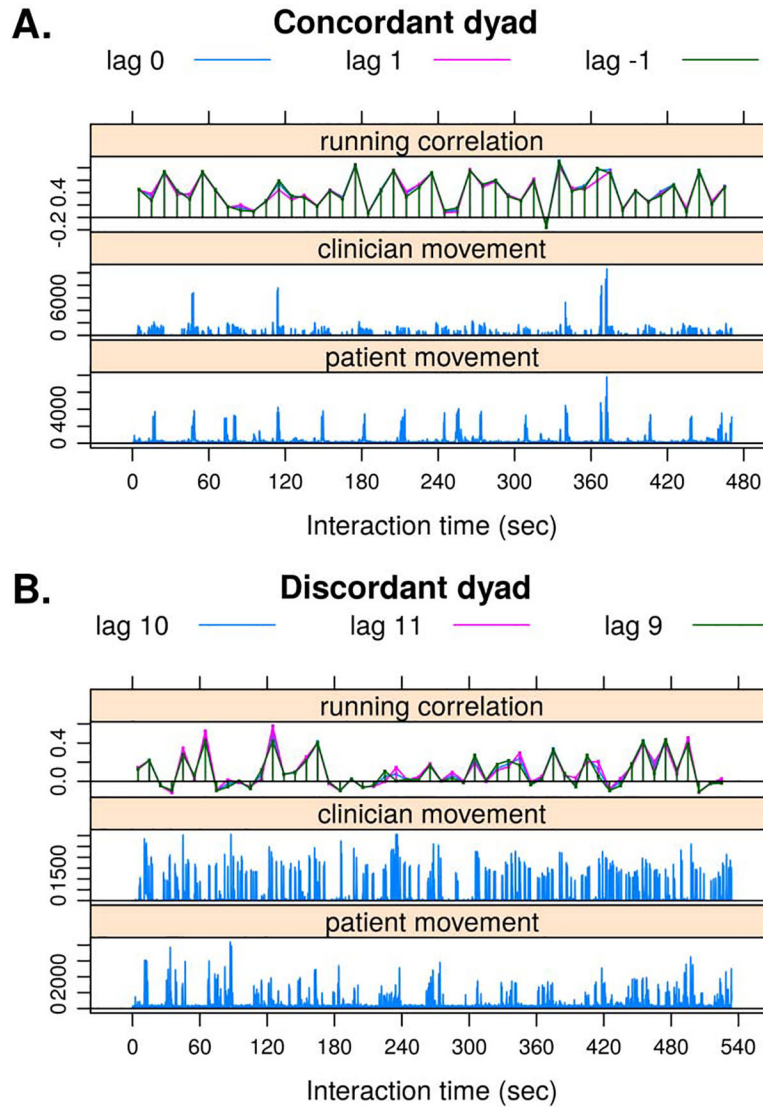 A.
Concordant dyad
lag 0 lag 1 lag -1
running correlation
-0.2 0.4
clinician movement
0 6000
patient movement
0 4000
0 60 120 180 240 300 360 420 480
Interaction time (sec)
B.
Discordant dyad
lag 10 lag 11 lag 9
running correlation
0.0 0.4
clinician movement
0 1500
patient movement
0 2000
0 60 120 180 240 300 360 420 480 540
Interaction time (sec)